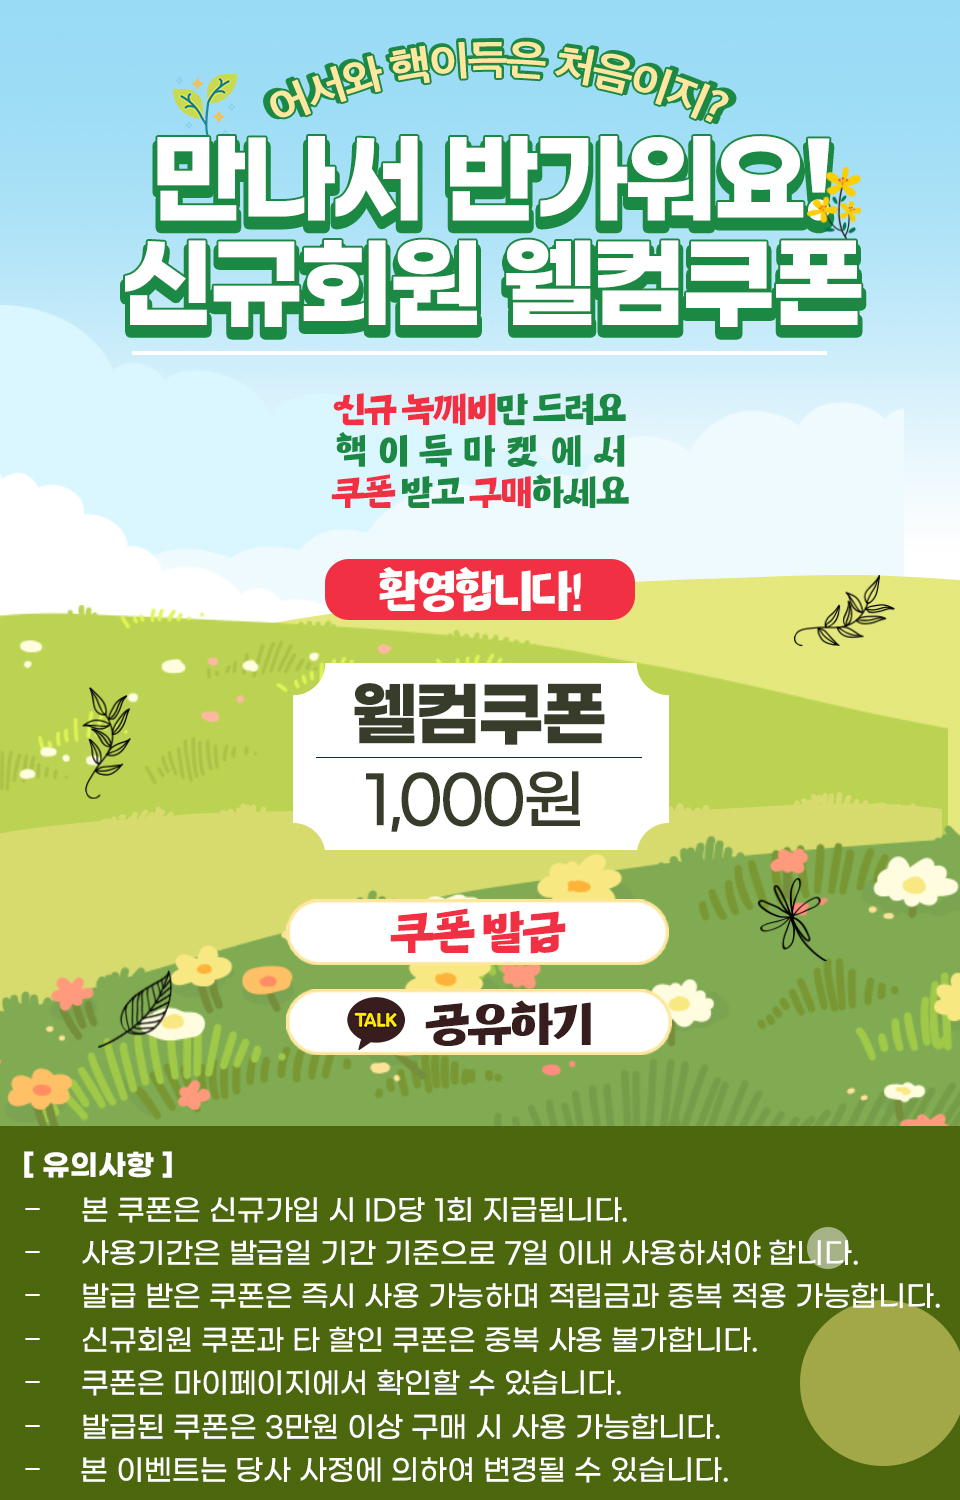 어서와 핵이득은 처음이지?
만나서 반가워요!
신규회원 웰컴쿠폰
신규 녹깨비만 드려요
핵이득마켓에서
쿠폰 받고 구매하세요
환영합니다!
웰컴쿠폰
1,000원
쿠폰 발급
TALK 공유하기
[ 유의사항 ]
- 본 쿠폰은 신규가입 시 ID당 1회 지급됩니다.
- 사용기간은 발급일 기간 기준으로 7일 이내 사용하셔야 합니다.
- 발급 받은 쿠폰은 즉시 사용 가능하며 적립금과 중복 적용 가능합니다.
- 신규회원 쿠폰과 타 할인 쿠폰은 중복 사용 불가합니다.
- 쿠폰은 마이페이지에서 확인할 수 있습니다.
- 발급된 쿠폰은 3만원 이상 구매 시 사용 가능합니다.
- 본 이벤트는 당사 사정에 의하여 변경될 수 있습니다.